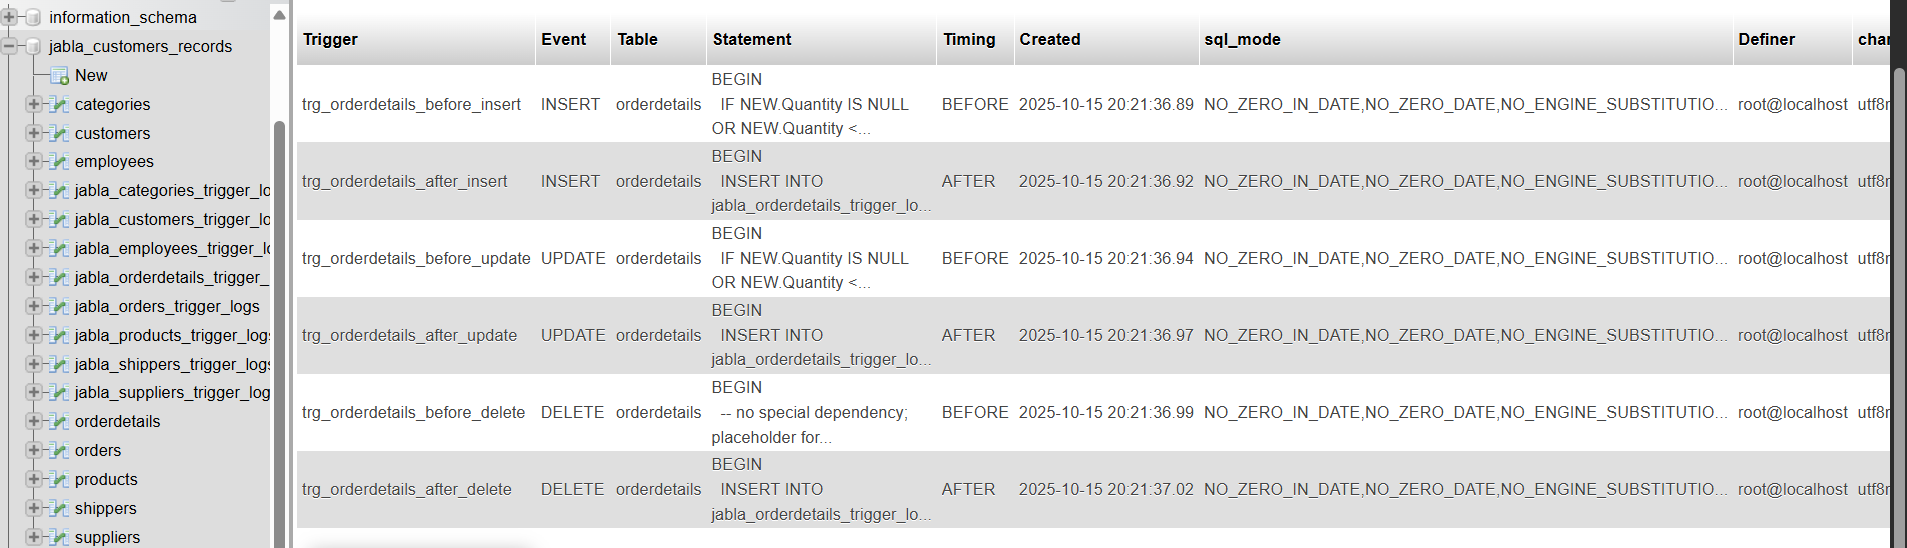 information_schema
jabla_customers_records
New
categories
customers
employees
jabla_categories_trigger_lo
jabla_customers_trigger_lo
jabla_employees_trigger_l
jabla_orderdetails_trigger_
jabla_orders_trigger_logs
jabla_products_trigger_logs
jabla_shippers_trigger_logs
jabla_suppliers_trigger_log
orderdetails
orders
products
shippers
suppliers
Trigger Event Table Statement Timing Created sql_mode Definer char
BEGIN
trg_orderdetails_before_insert INSERT orderdetails IF NEW.Quantity IS NULL BEFORE 2025-10-15 20:21:36.89 NO_ZERO_IN_DATE,NO_ZERO_DATE,NO_ENGINE_SUBSTITUTIO... root@localhost utf8m
OR NEW.Quantity <...
BEGIN
trg_orderdetails_after_insert INSERT orderdetails INSERT INTO AFTER 2025-10-15 20:21:36.92 NO_ZERO_IN_DATE,NO_ZERO_DATE,NO_ENGINE_SUBSTITUTIO... root@localhost utf8m
jabla_orderdetails_trigger_lo...
BEGIN
trg_orderdetails_before_update UPDATE orderdetails IF NEW.Quantity IS NULL BEFORE 2025-10-15 20:21:36.94 NO_ZERO_IN_DATE,NO_ZERO_DATE,NO_ENGINE_SUBSTITUTIO... root@localhost utf8m
OR NEW.Quantity <...
BEGIN
trg_orderdetails_after_update UPDATE orderdetails INSERT INTO AFTER 2025-10-15 20:21:36.97 NO_ZERO_IN_DATE,NO_ZERO_DATE,NO_ENGINE_SUBSTITUTIO... root@localhost utf8m
jabla_orderdetails_trigger_lo...
BEGIN
trg_orderdetails_before_delete DELETE orderdetails -- no special dependency; BEFORE 2025-10-15 20:21:36.99 NO_ZERO_IN_DATE,NO_ZERO_DATE,NO_ENGINE_SUBSTITUTIO... root@localhost utf8m
placeholder for...
BEGIN
trg_orderdetails_after_delete DELETE orderdetails INSERT INTO AFTER 2025-10-15 20:21:37.02 NO_ZERO_IN_DATE,NO_ZERO_DATE,NO_ENGINE_SUBSTITUTIO... root@localhost utf8m
jabla_orderdetails_trigger_lo...